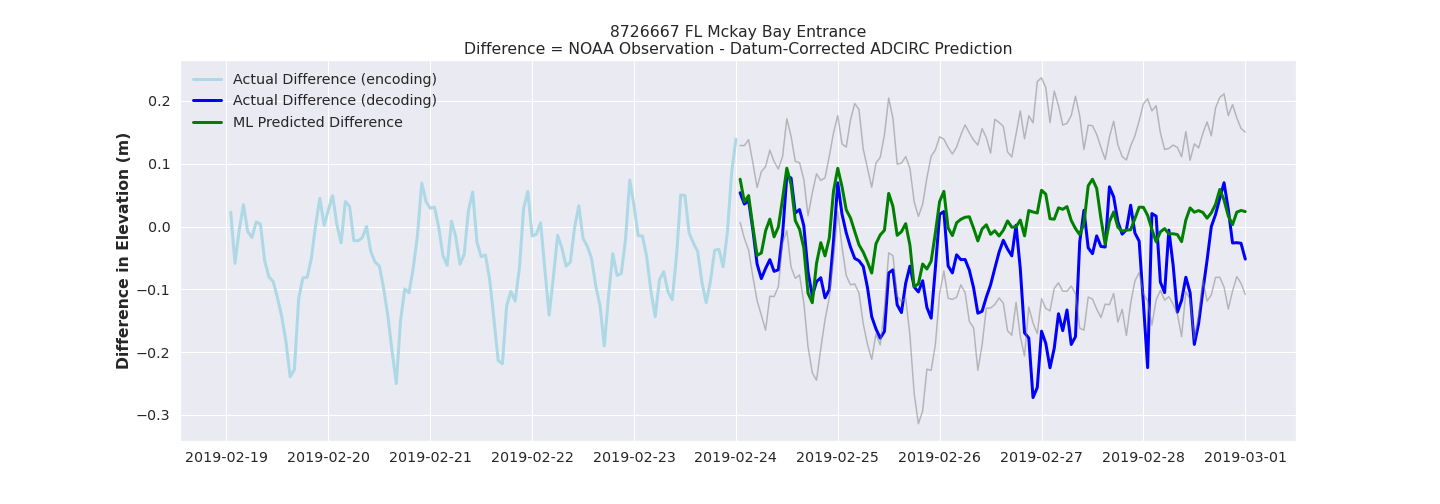 8726667 FL Mckay Bay Entrance
Difference = NOAA Observation - Datum-Corrected ADCIRC Prediction
Actual Difference (encoding)
Actual Difference (decoding)
ML Predicted Difference
Difference in Elevation (m)
0.2
0.1
0.0
−0.1
−0.2
−0.3
2019-02-19 2019-02-20 2019-02-21 2019-02-22 2019-02-23 2019-02-24 2019-02-25 2019-02-26 2019-02-27 2019-02-28 2019-03-01